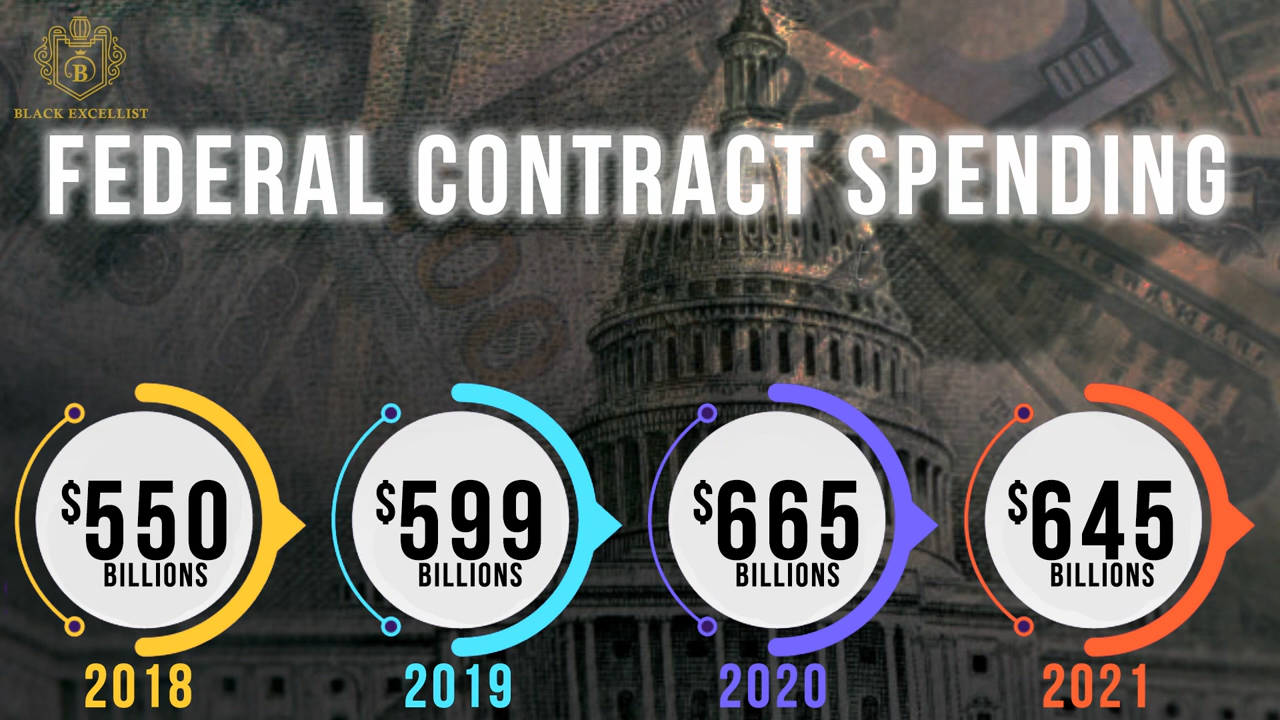 B
BLACK EXCELLIST
FEDERAL CONTRACT SPENDING
$550
BILLIONS
2018
$599
BILLIONS
2019
$665
BILLIONS
2020
$645
BILLIONS
2021